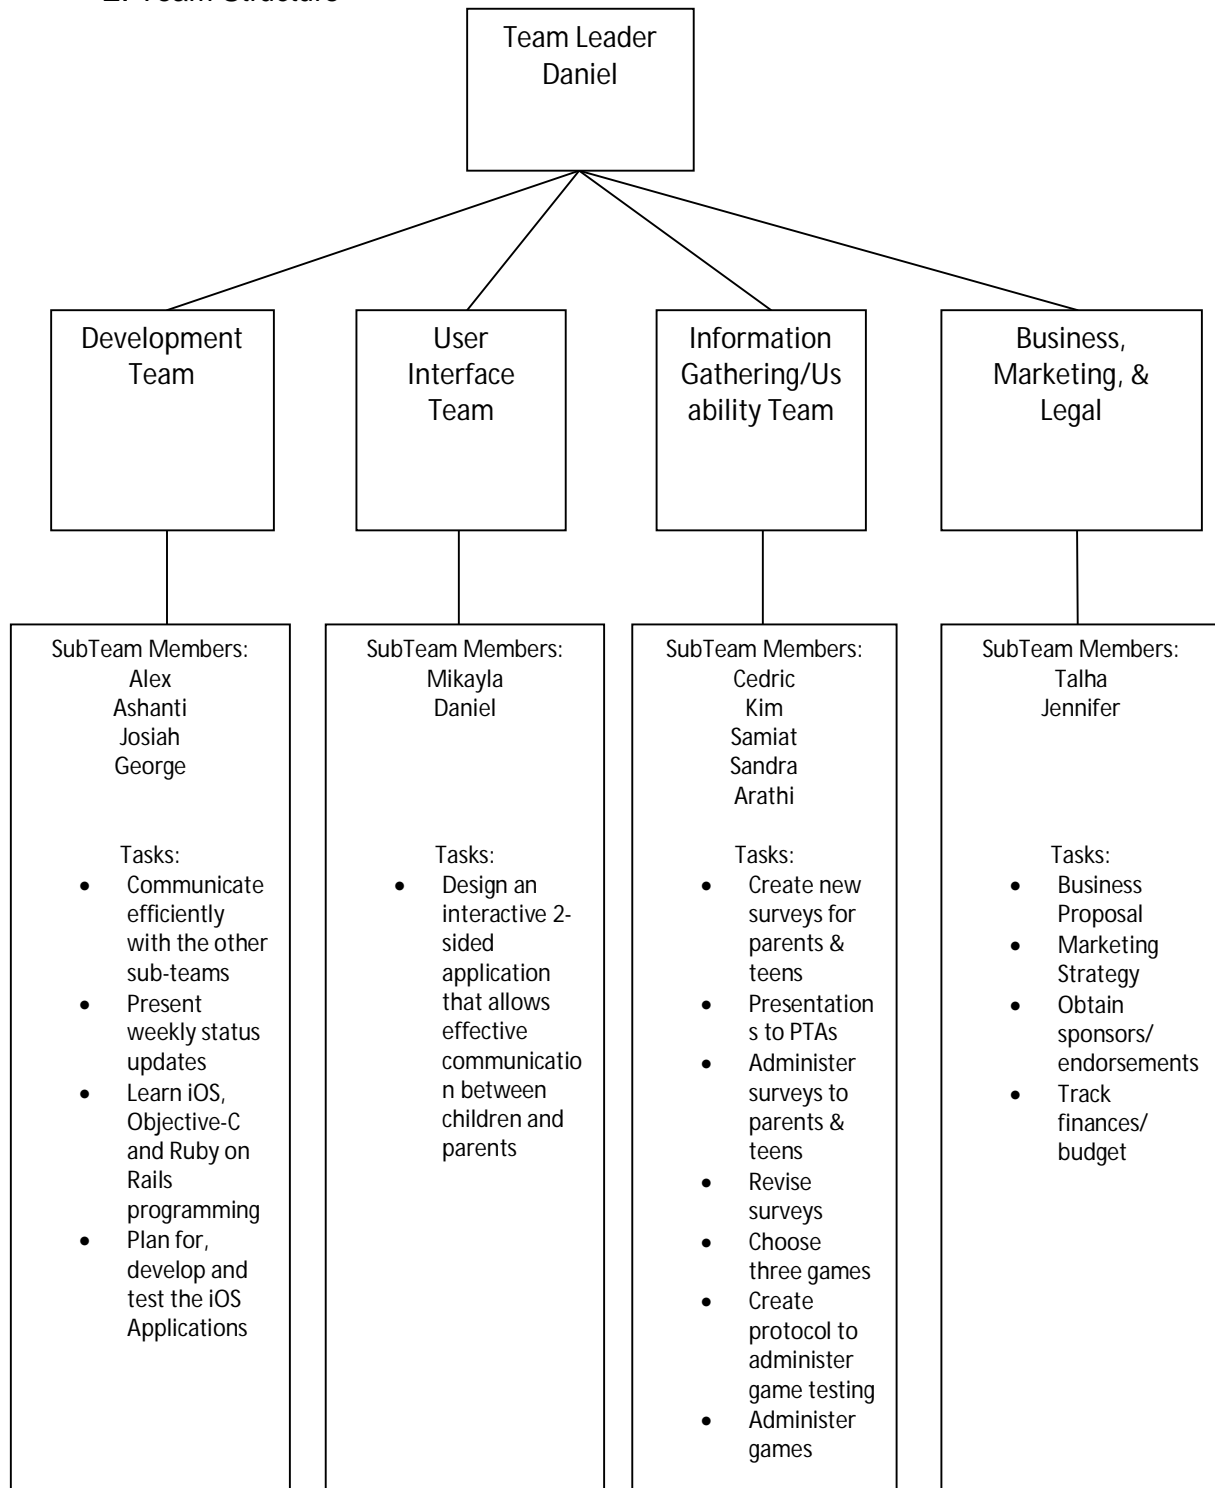 2. Team Structure
Team Leader
Daniel
Development
Team
User
Interface
Team
Information
Gathering/Us
ability Team
Business,
Marketing, &
Legal
SubTeam Members:
Alex
Ashanti
Josiah
George
Tasks:
• Communicate
efficiently
with the other
sub-teams
• Present
weekly status
updates
• Learn iOS,
Objective-C
and Ruby on
Rails
programming
• Plan for,
develop and
test the iOS
Applications
SubTeam Members:
Mikayla
Daniel
Tasks:
• Design an
interactive 2-
sided
application
that allows
effective
communicatio
n between
children and
parents
SubTeam Members:
Cedric
Kim
Samiat
Sandra
Arathi
Tasks:
• Create new
surveys for
parents &
teens
• Presentation
s to PTAs
• Administer
surveys to
parents &
teens
• Revise
surveys
• Choose
three games
• Create
protocol to
administer
game testing
• Administer
games
SubTeam Members:
Talha
Jennifer
Tasks:
• Business
Proposal
• Marketing
Strategy
• Obtain
sponsors/
endorsements
• Track
finances/
budget